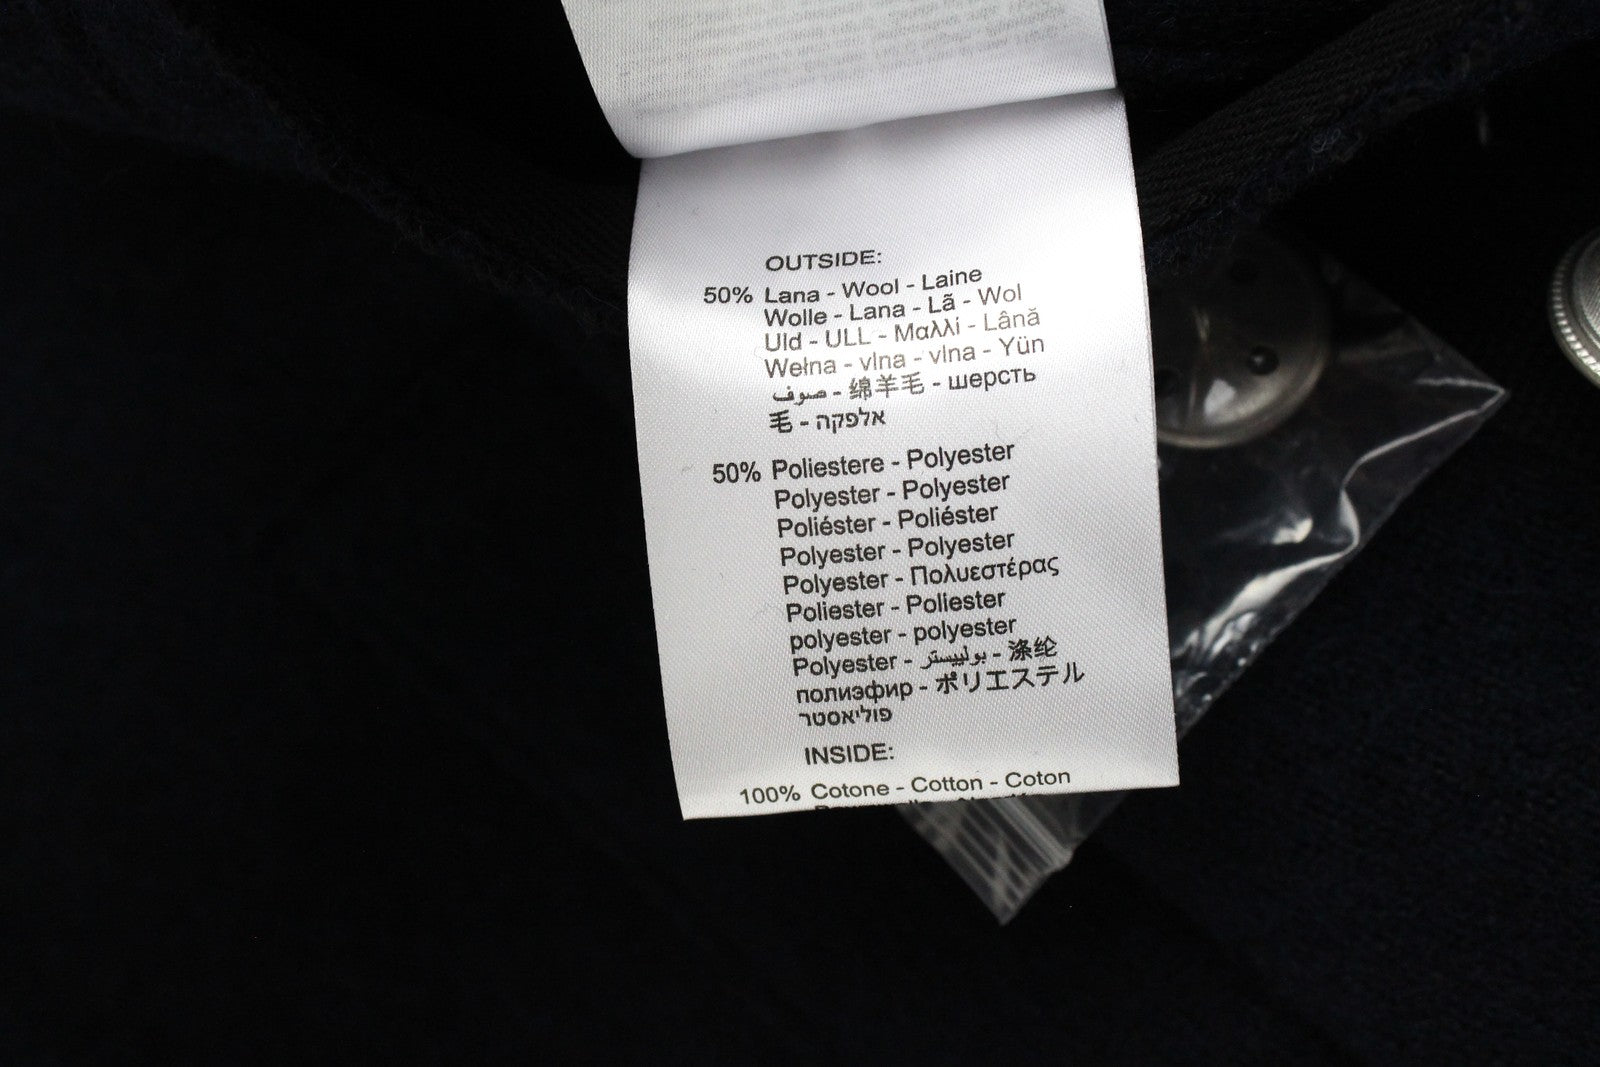 OUTSIDE:
50% Lana - Wool - Laine
Wolle - Lana - Lã - Wol
Uld - ULL - Μαλλί - Lână
Wełna - vlna - vlna - Yün
صوف - 绵羊毛 - шерсть
毛 - אלפקה
50% Poliestere - Polyester
Polyester - Polyester
Poliéster - Poliéster
Polyester - Polyester
Polyester - Πολυεστέρας
Poliester - Poliester
polyester - polyester
Polyester - بولييستر - 涤纶
полиэфир - ポリエステル
פוליאסטר
INSIDE:
100% Cotone - Cotton - Coton